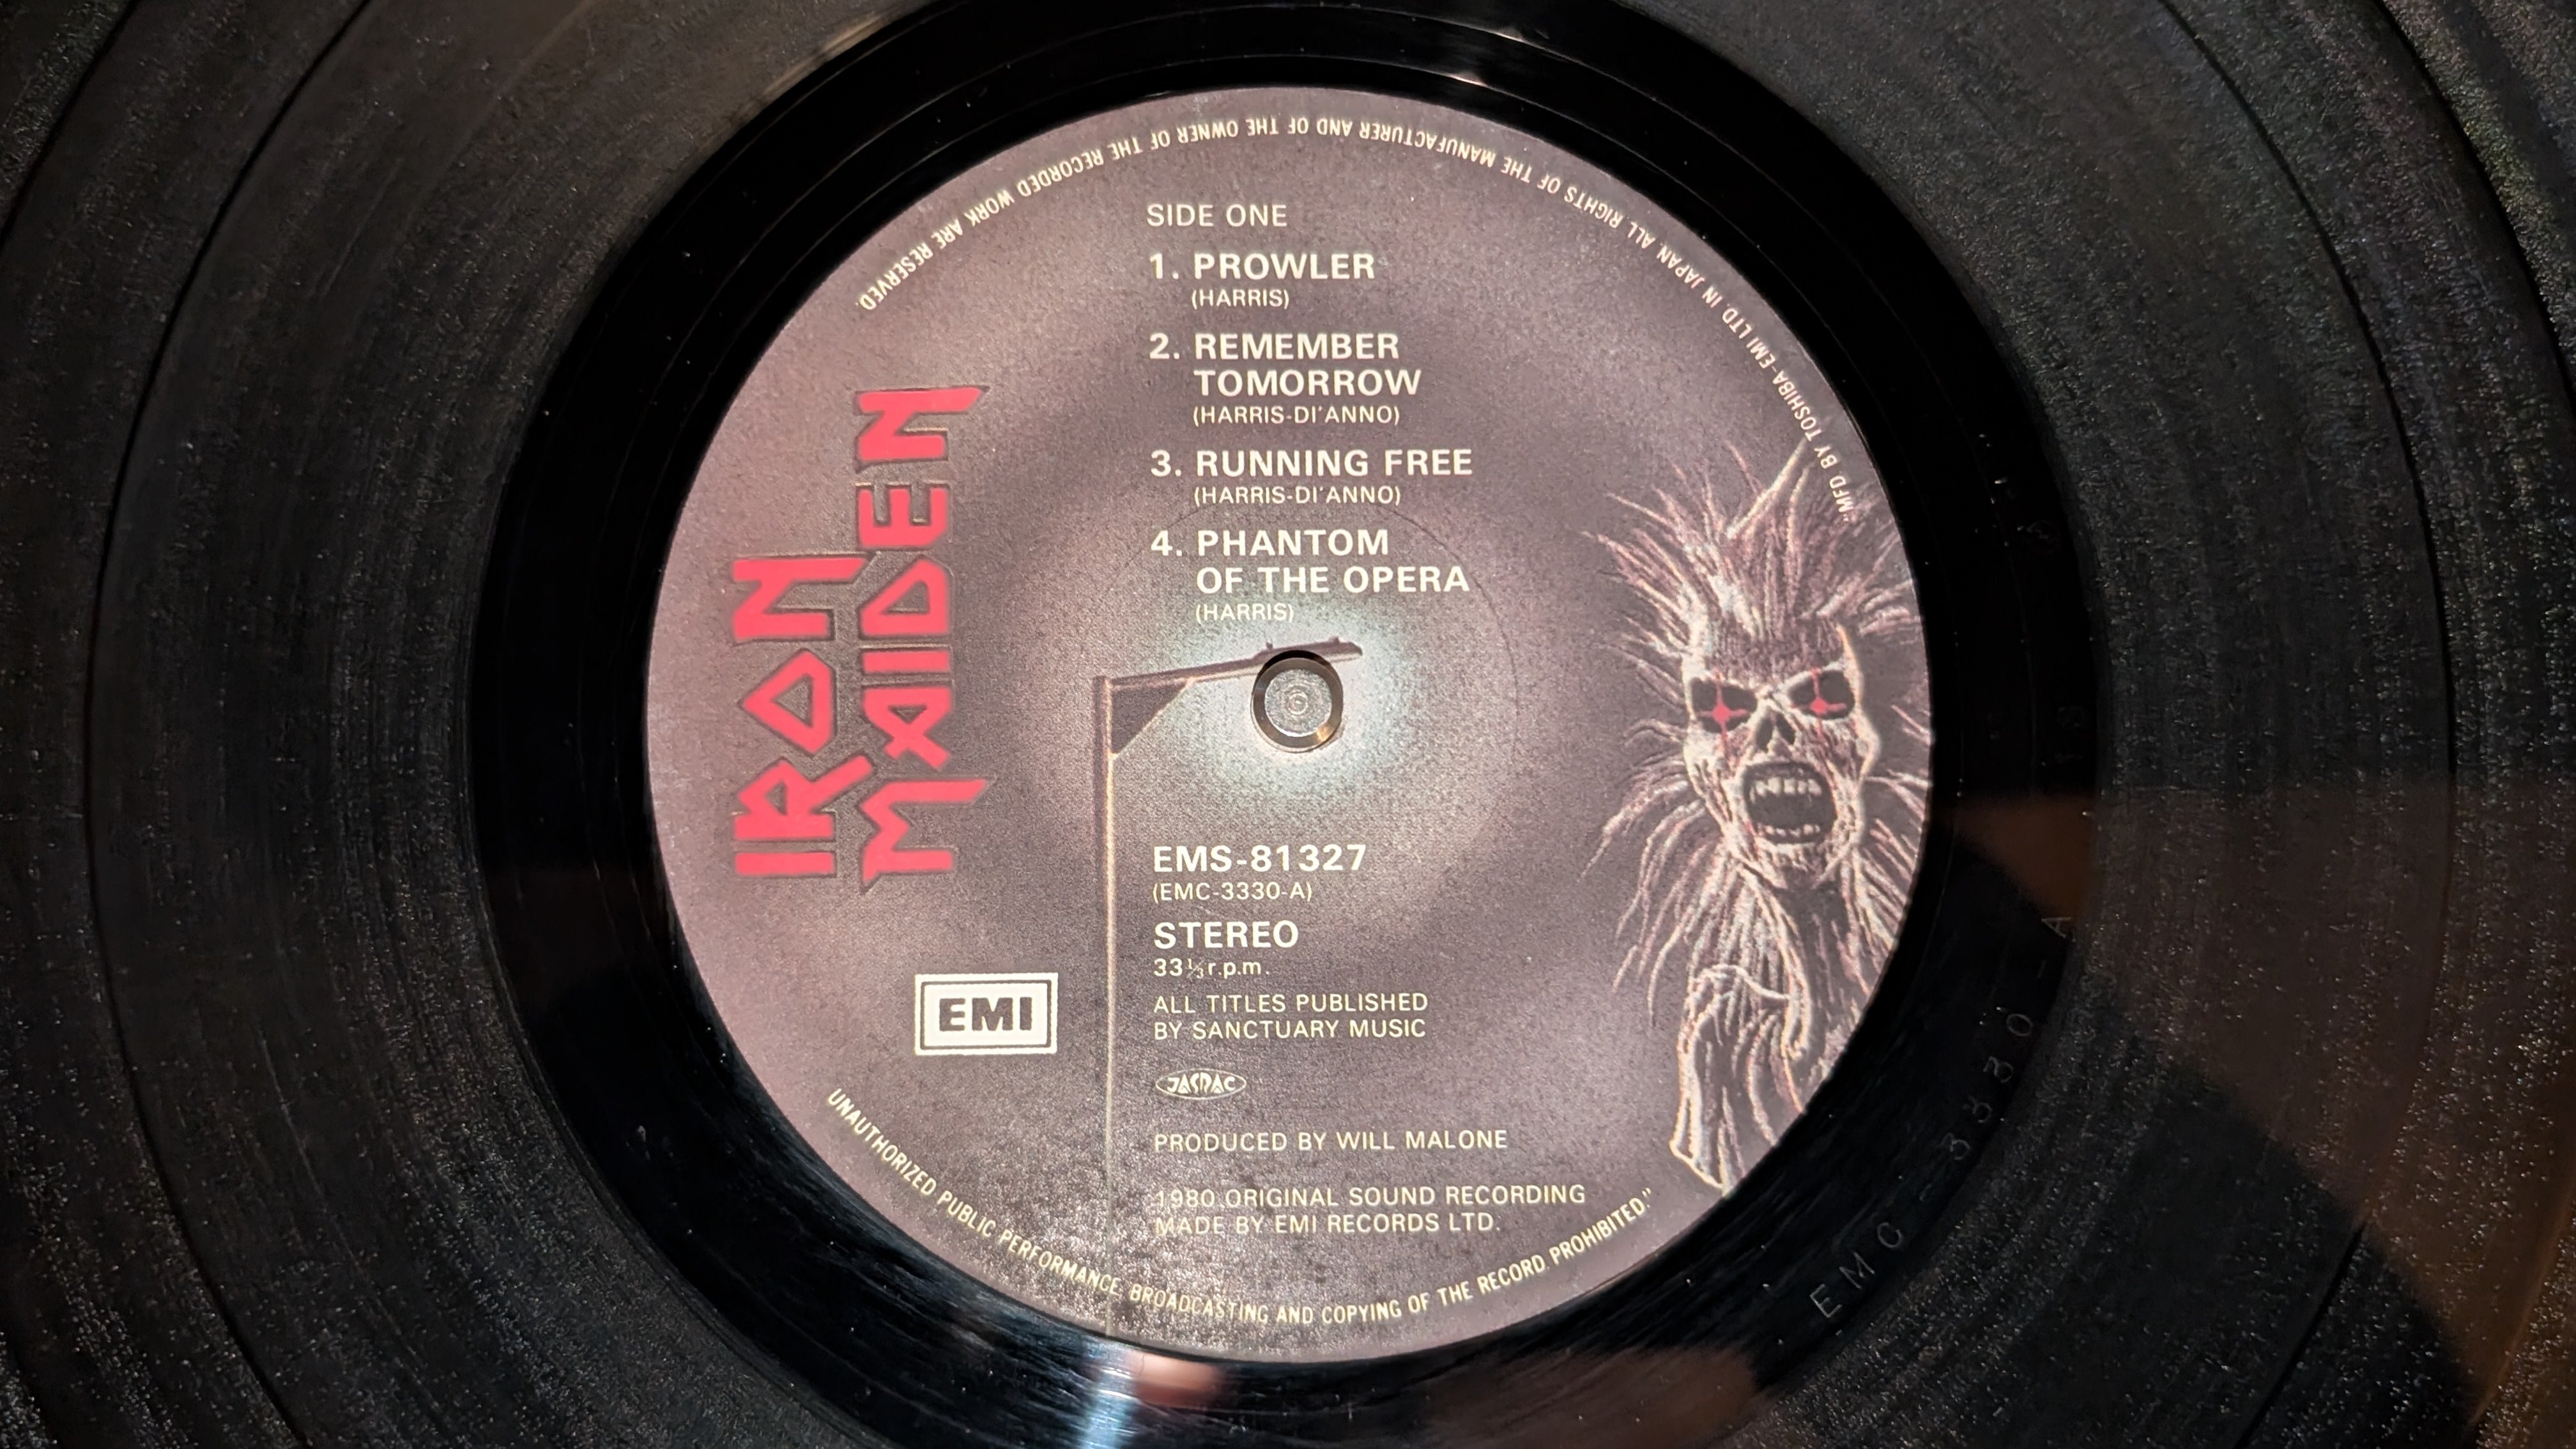 "MFD BY TOSHIBA-EMI LTD. IN JAPAN. ALL RIGHTS OF THE MANUFACTURER AND OF THE OWNER OF THE RECORDED WORK ARE RESERVED.
IRON
MAIDEN
SIDE ONE
1. PROWLER
(HARRIS)
2. REMEMBER
TOMORROW
(HARRIS-DI'ANNO)
3. RUNNING FREE
(HARRIS-DI'ANNO)
4. PHANTOM
OF THE OPERA
(HARRIS)
EMS-81327
(EMC-3330-A)
STEREO
33⅓ r.p.m.
EMI
ALL TITLES PUBLISHED
BY SANCTUARY MUSIC
JASRAC
PRODUCED BY WILL MALONE
1980 ORIGINAL SOUND RECORDING
MADE BY EMI RECORDS LTD.
UNAUTHORIZED PUBLIC PERFORMANCE, BROADCASTING AND COPYING OF THE RECORD PROHIBITED."
EMC-3330-A